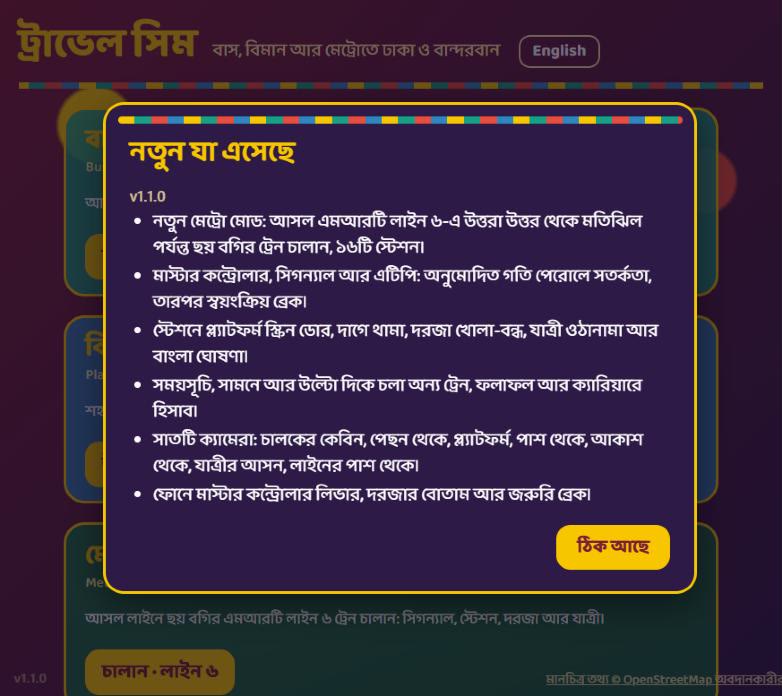 ট্রাভেল সিম
বাস, বিমান আর মেট্রোতে ঢাকা ও বান্দরবান
English
নতুন যা এসেছে
v1.1.0
নতুন মেট্রো মোড: আসল এমআরটি লাইন ৬-এ উত্তরা উত্তর থেকে মতিঝিল
পর্যন্ত ছয় বগির ট্রেন চালান, ১৬টি স্টেশন।
মাস্টার কন্ট্রোলার, সিগন্যাল আর এটিপি: অনুমোদিত গতি পেরোলে সতর্কতা,
তারপর স্বয়ংক্রিয় ব্রেক।
স্টেশনে প্ল্যাটফর্ম স্ক্রিন ডোর, দাগে থামা, দরজা খোলা-বন্ধ, যাত্রী ওঠানামা আর
বাংলা ঘোষণা।
সময়সূচি, সামনে আর উল্টো দিকে চলা অন্য ট্রেন, ফলাফল আর ক্যারিয়ারে
হিসাব।
সাতটি ক্যামেরা: চালকের কেবিন, পেছন থেকে, প্ল্যাটফর্ম, পাশ থেকে, আকাশ
থেকে, যাত্রীর আসন, লাইনের পাশ থেকে।
ফোনে মাস্টার কন্ট্রোলার লিভার, দরজার বোতাম আর জরুরি ব্রেক।
ঠিক আছে
আসল লাইনে ছয় বগির এমআরটি লাইন ৬ ট্রেন চালান: সিগন্যাল, স্টেশন, দরজা আর যাত্রী।
চালান · লাইন ৬
v1.1.0
মানচিত্র তথ্য © OpenStreetMap